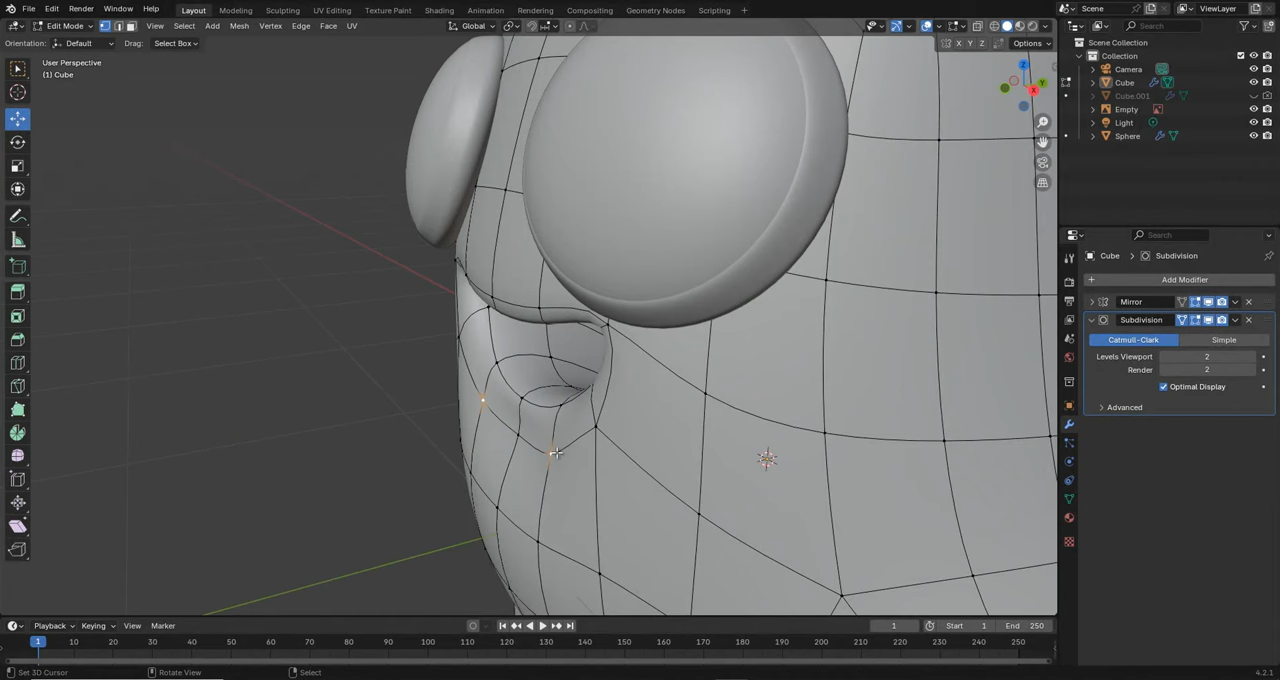 File Edit Render Window Help Layout Modeling Sculpting UV Editing Texture Paint Shading Animation Rendering Compositing Geometry Nodes Scripting Scene ViewLayer
Edit Mode View Select Add Mesh Vertex Edge Face UV Global Search
Orientation: Default Drag: Select Box X Y Z Options
User Perspective
(1) Cube
Z
Y
X
Scene Collection
Collection
Camera
Cube
Cube.001
Empty
Light
Sphere
Search
Cube > Subdivision
+ Add Modifier
Mirror
Subdivision
Catmull-Clark Simple
Levels Viewport 2
Render 2
Optimal Display
Advanced
Playback Keying View Marker 1 Start 1 End 250
1 10 20 30 40 50 60 70 80 90 100 110 120 130 140 150 160 170 180 190 200 210 220 230 240 250
Set 3D Cursor Rotate View Select 4.2.1